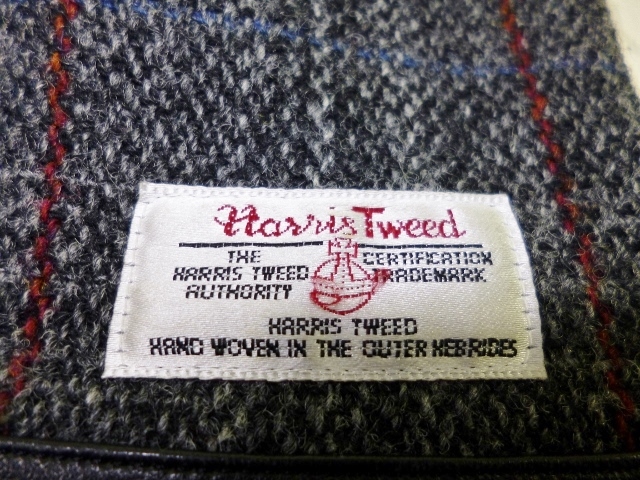 Harris Tweed
THE CERTIFICATION
HARRIS TWEED TRADEMARK
AUTHORITY
HARRIS TWEED
HAND WOVEN IN THE OUTER HEBRIDES